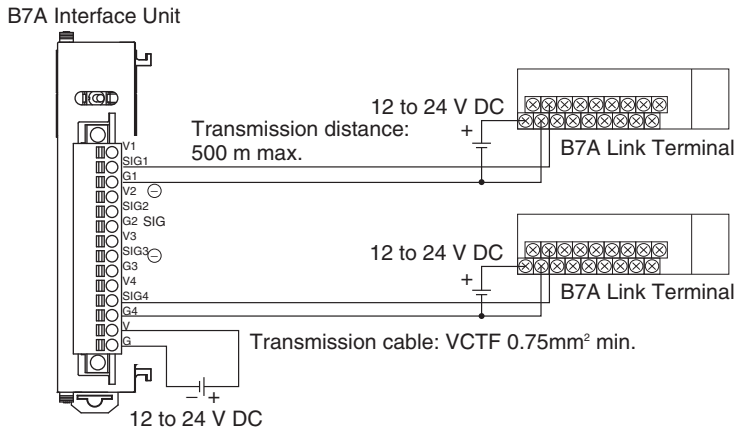 B7A Interface Unit
12 to 24 V DC
+
Transmission distance:
500 m max.
B7A Link Terminal
V1
SIG1
G1
V2 ⊖
SIG2
G2 SIG
V3
SIG3 ⊖
G3
V4
SIG4
G4
V
G
12 to 24 V DC
+
B7A Link Terminal
Transmission cable: VCTF 0.75mm² min.
− +
12 to 24 V DC